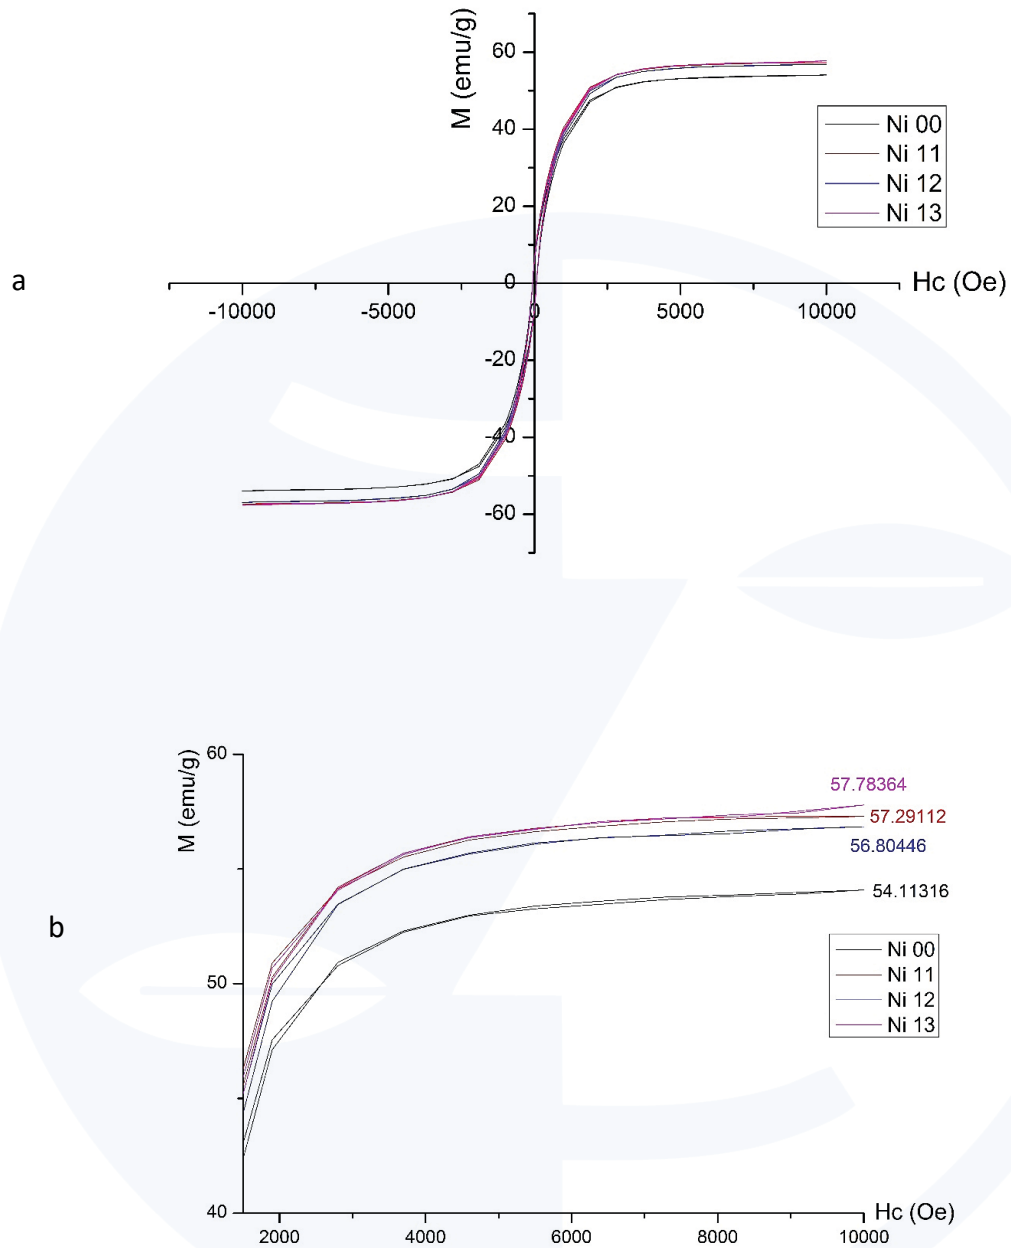 M (emu/g)
60
40
20
0
-20
-40
-60
Ni 00
Ni 11
Ni 12
Ni 13
a
Hc (Oe)
-10000
-5000
0
5000
10000
M (emu/g)
60
50
40
57.78364
57.29112
56.80446
54.11316
b
Ni 00
Ni 11
Ni 12
Ni 13
Hc (Oe)
2000
4000
6000
8000
10000